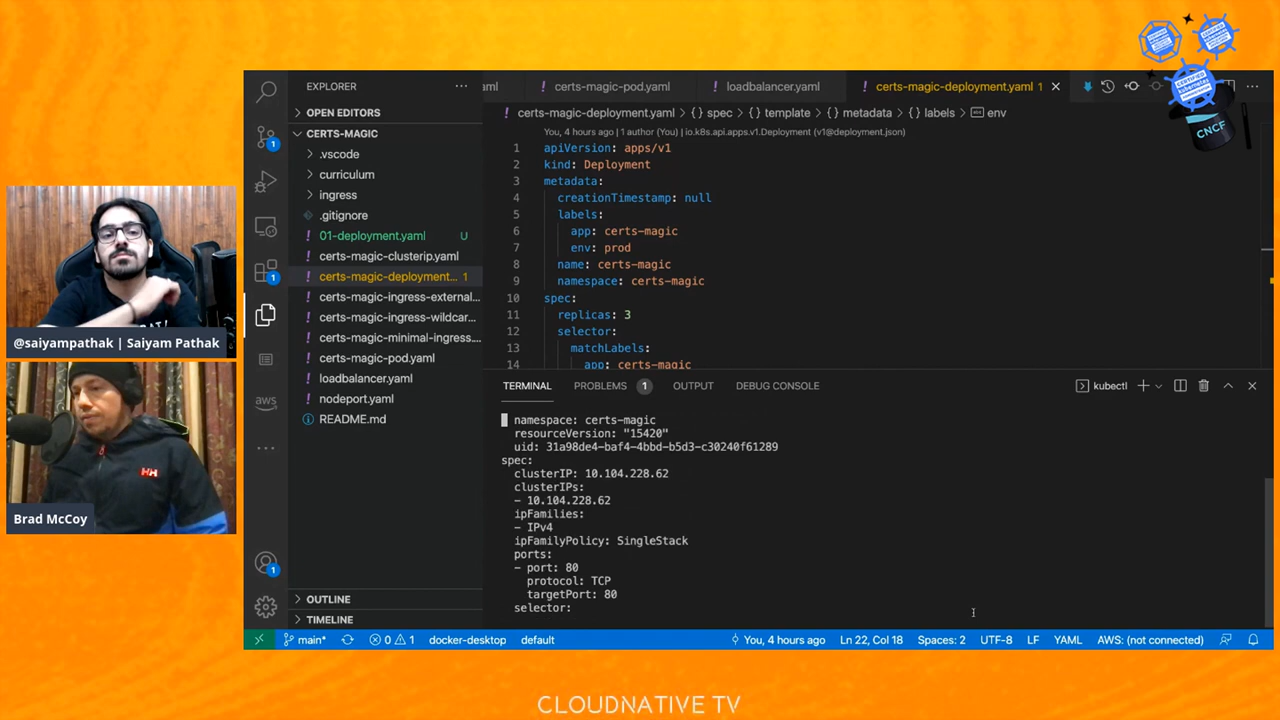 CNCF
EXPLORER
OPEN EDITORS
CERTS-MAGIC
.vscode
curriculum
ingress
.gitignore
01-deployment.yaml U
certs-magic-clusterip.yaml
certs-magic-deployment... 1
certs-magic-ingress-external...
certs-magic-ingress-wildcar...
certs-magic-minimal-ingress....
certs-magic-pod.yaml
loadbalancer.yaml
nodeport.yaml
README.md
OUTLINE
TIMELINE
aws
1
1
1
aml ! certs-magic-pod.yaml ! loadbalancer.yaml ! certs-magic-deployment.yaml 1
! certs-magic-deployment.yaml > {} spec > {} template > {} metadata > {} labels > env
You, 4 hours ago | 1 author (You) | io.k8s.api.apps.v1.Deployment (v1@deployment.json)
1 apiVersion: apps/v1
2 kind: Deployment
3 metadata:
4 creationTimestamp: null
5 labels:
6 app: certs-magic
7 env: prod
8 name: certs-magic
9 namespace: certs-magic
10 spec:
11 replicas: 3
12 selector:
13 matchLabels:
14 app: certs-magic
TERMINAL PROBLEMS 1 OUTPUT DEBUG CONSOLE kubectl
namespace: certs-magic
resourceVersion: "15420"
uid: 31a98de4-baf4-4bbd-b5d3-c30240f61289
spec:
clusterIP: 10.104.228.62
clusterIPs:
- 10.104.228.62
ipFamilies:
- IPv4
ipFamilyPolicy: SingleStack
ports:
- port: 80
protocol: TCP
targetPort: 80
selector:
main* 0 1 docker-desktop default You, 4 hours ago Ln 22, Col 18 Spaces: 2 UTF-8 LF YAML AWS: (not connected)
@saiyampathak | Saiyam Pathak
HH
Brad McCoy
CLOUDNATIVE TV